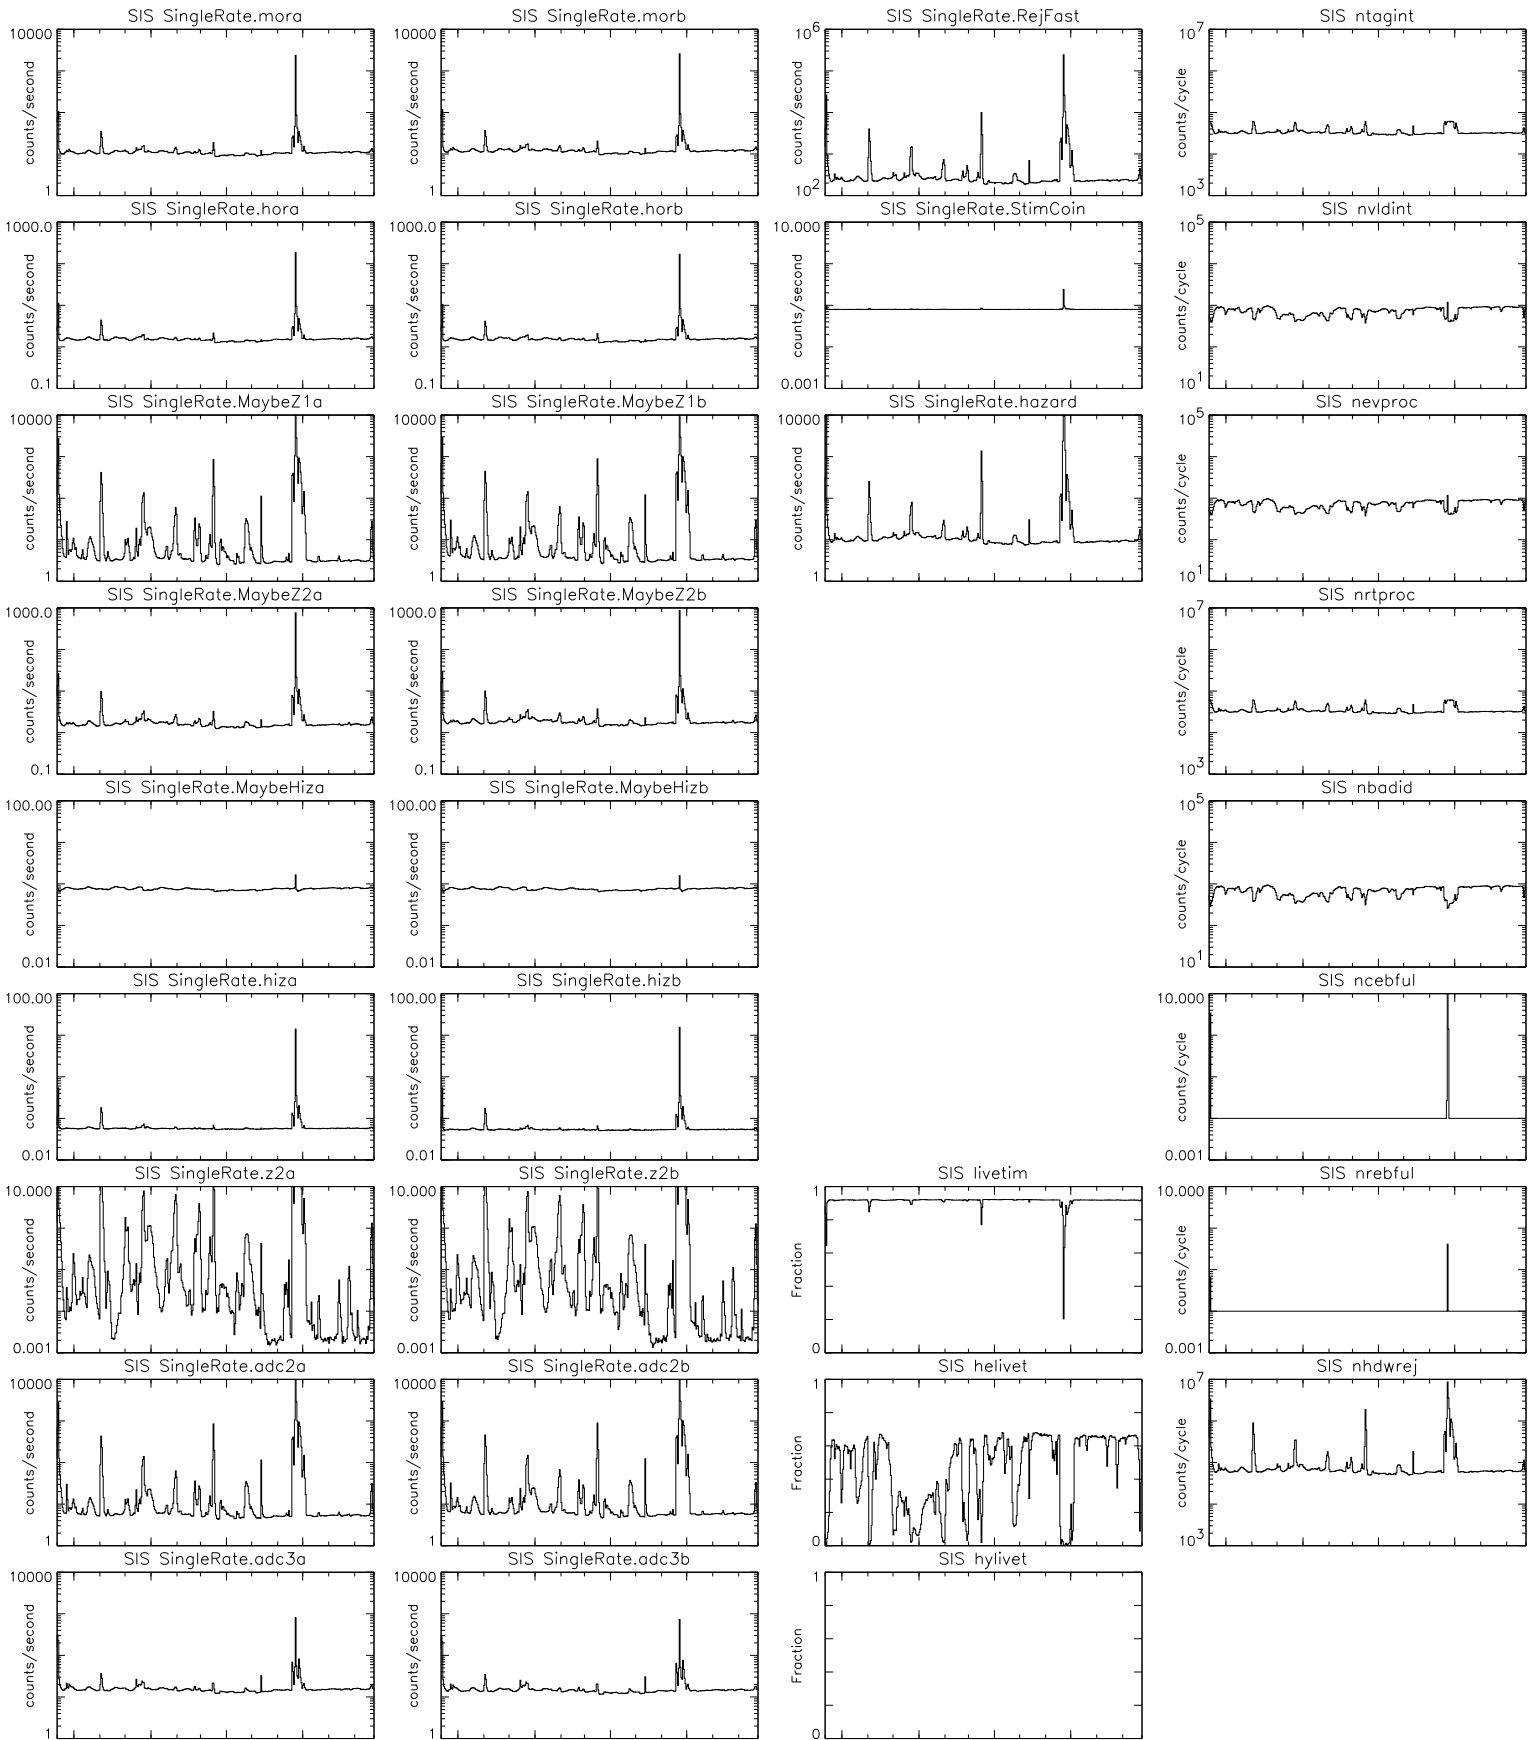 SIS SingleRate.mora
10000
counts/second
1
SIS SingleRate.morb
10000
counts/second
1
SIS SingleRate.RejFast
10^6
counts/second
10^2
SIS ntagint
10^7
counts/cycle
10^3
SIS SingleRate.hora
1000.0
counts/second
0.1
SIS SingleRate.horb
1000.0
counts/second
0.1
SIS SingleRate.StimCoin
10.000
counts/second
0.001
SIS nvldint
10^5
counts/cycle
10^1
SIS SingleRate.MaybeZ1a
10000
counts/second
1
SIS SingleRate.MaybeZ1b
10000
counts/second
1
SIS SingleRate.hazard
10000
counts/second
1
SIS nevproc
10^5
counts/cycle
10^1
SIS SingleRate.MaybeZ2a
1000.0
counts/second
0.1
SIS SingleRate.MaybeZ2b
1000.0
counts/second
0.1
SIS nrtproc
10^7
counts/cycle
10^3
SIS SingleRate.MaybeHiza
100.00
counts/second
0.01
SIS SingleRate.MaybeHizb
100.00
counts/second
0.01
SIS nbadid
10^5
counts/cycle
10^1
SIS SingleRate.hiza
100.00
counts/second
0.01
SIS SingleRate.hizb
100.00
counts/second
0.01
SIS ncebful
10.000
counts/cycle
0.001
SIS SingleRate.z2a
10.000
counts/second
0.001
SIS SingleRate.z2b
10.000
counts/second
0.001
SIS livetim
1
Fraction
0
SIS nrebful
10.000
counts/cycle
0.001
SIS SingleRate.adc2a
10000
counts/second
1
SIS SingleRate.adc2b
10000
counts/second
1
SIS helivet
1
Fraction
0
SIS nhdwrej
10^7
counts/cycle
10^3
SIS SingleRate.adc3a
10000
counts/second
1
SIS SingleRate.adc3b
10000
counts/second
1
SIS hylivet
1
Fraction
0